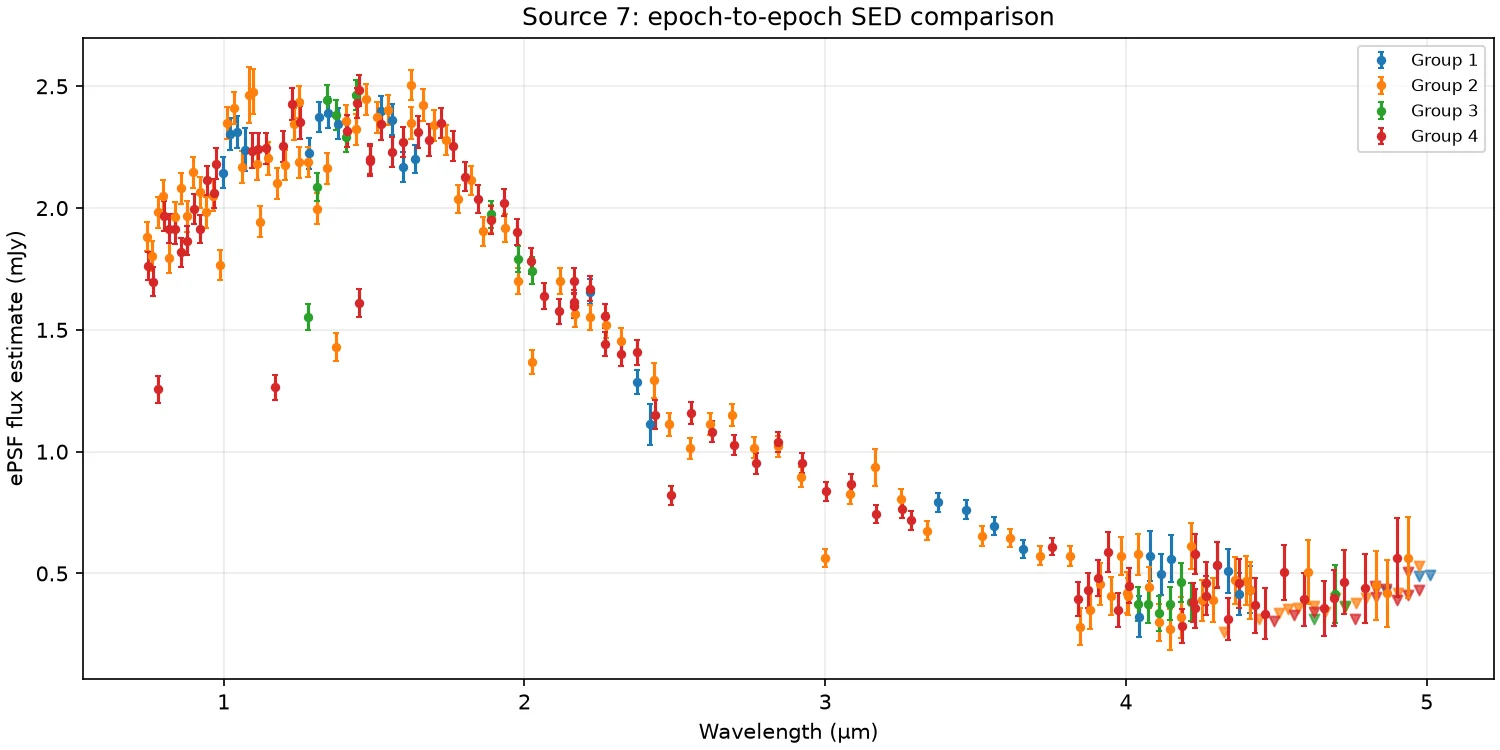 Source 7: epoch-to-epoch SED comparison
ePSF flux estimate (mJy)
2.5
2.0
1.5
1.0
0.5
Group 1
Group 2
Group 3
Group 4
1 2 3 4 5
Wavelength (μm)